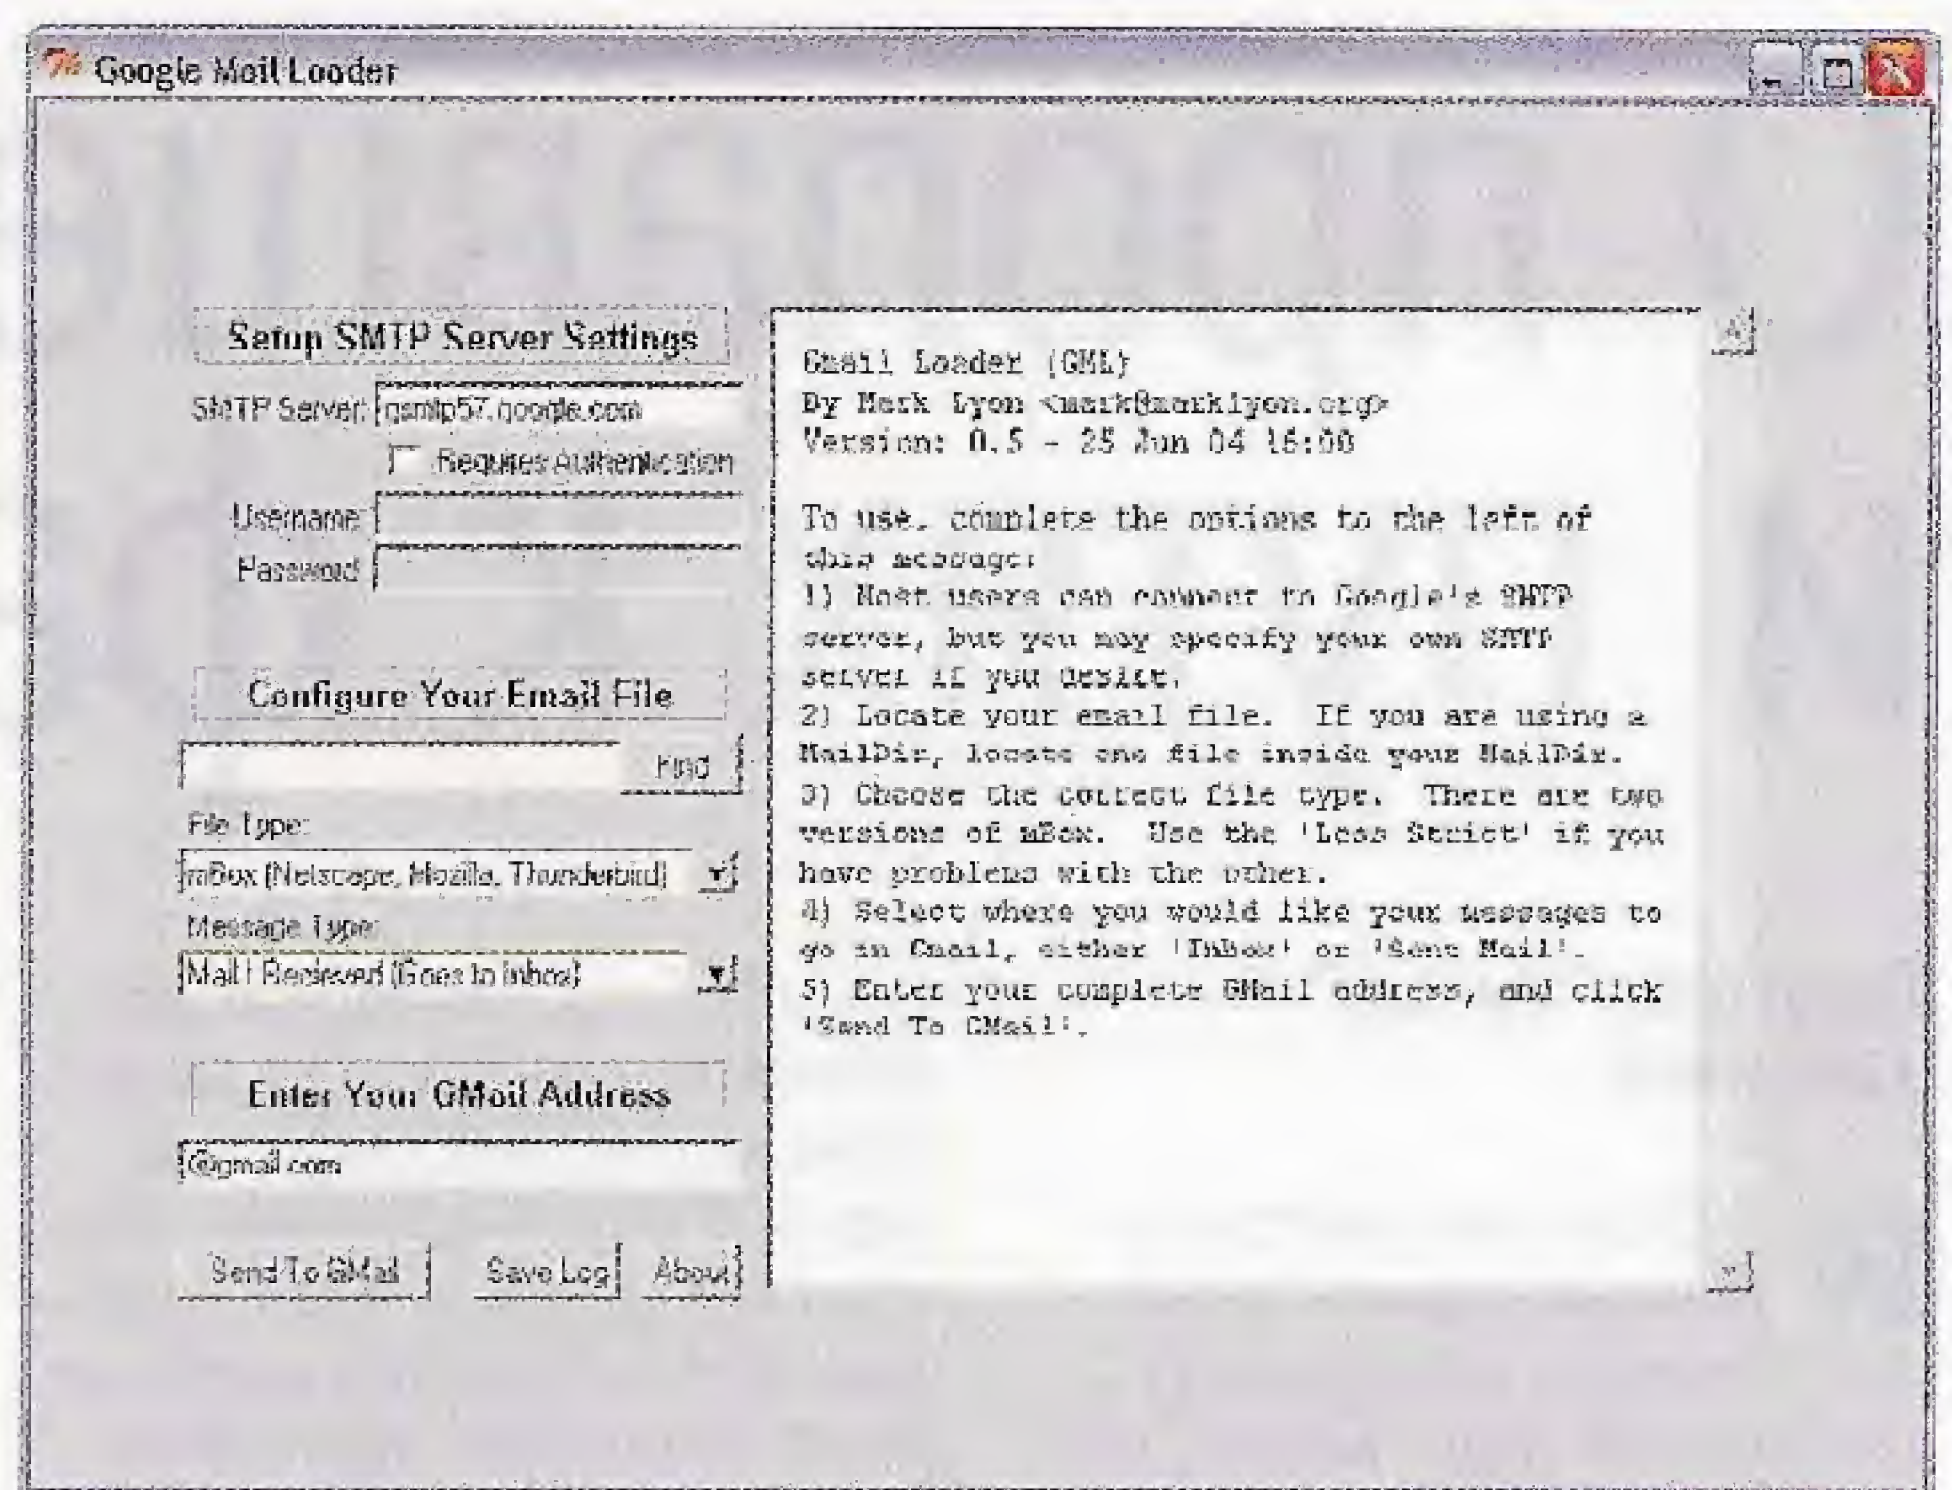 Google Mail Loader
Setup SMTP Server Settings
SMTP Server: gsmtp57.google.com
Requires Authentication
Username:
Password:
Configure Your Email File
Find
File Type:
mBox (Netscape, Mozilla, Thunderbird)
Message Type:
Mail I Recieved (Goes to Inbox)
Enter Your GMail Address
@gmail.com
Send To GMail
Save Log
About
Gmail Loader (GML)
By Mark Lyon <mark@marklyon.org>
Version: 0.5 - 25 Jun 04 16:00
To use, complete the options to the left of
this message:
1) Most users can connect to Google's SMTP
server, but you may specify your own SMTP
server if you desire.
2) Locate your email file.  If you are using a
MailDir, locate one file inside your MailDir.
3) Choose the correct file type.  There are two
versions of mBox.  Use the 'Less Strict' if you
have problems with the other.
4) Select where you would like your messages to
go in Gmail, either 'InBox' or 'Sent Mail'.
5) Enter your complete GMail address, and click
'Send To GMail'.